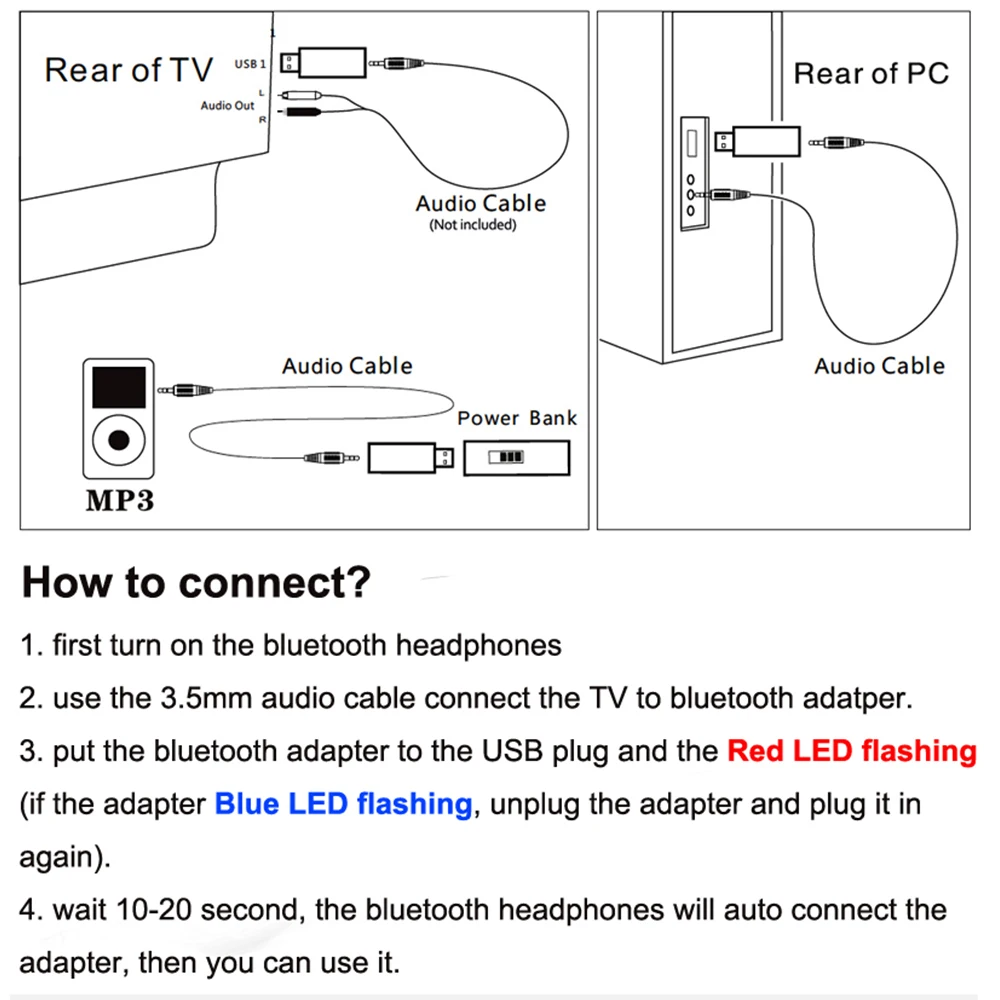 1
Rear of TV
USB 1
L
Audio Out
R
Audio Cable
(Not included)
Rear of PC
Audio Cable
Audio Cable
Power Bank
MP3
How to connect?
1. first turn on the bluetooth headphones
2. use the 3.5mm audio cable connect the TV to bluetooth adatper.
3. put the bluetooth adapter to the USB plug and the Red LED flashing
(if the adapter Blue LED flashing, unplug the adapter and plug it in
again).
4. wait 10-20 second, the bluetooth headphones will auto connect the
adapter, then you can use it.